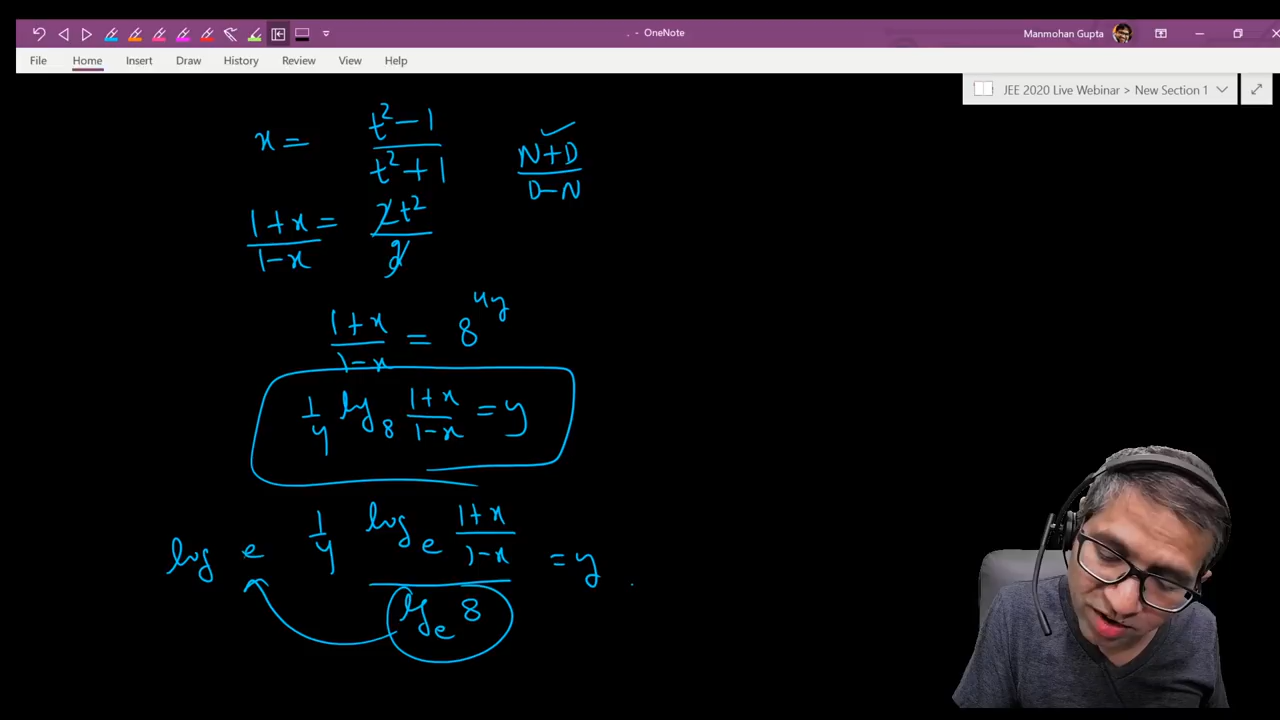 . - OneNote
Manmohan Gupta
File Home Insert Draw History Review View Help
JEE 2020 Live Webinar > New Section 1
x = (t² - 1)/(t² + 1)
(N+D)/(D-N)
(1+x)/(1-x) = 2t²/2
(1+x)/(1-x) = 8^4y
1/4 log₈ (1+x)/(1-x) = y
log e 1/4 (logₑ (1+x)/(1-x))/(logₑ 8) = y .